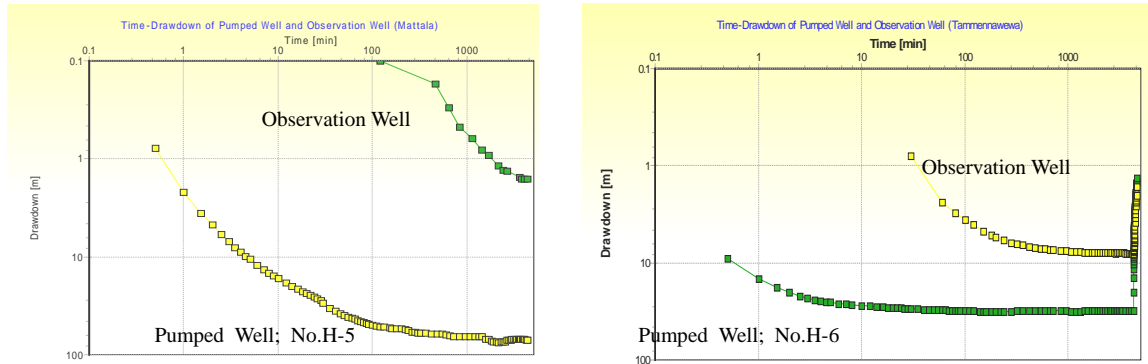 Time-Drawdown of Pumped Well and Observation Well (Mattala)
Time [min]
0.1 1 10 100 1000
0.1
1
10
100
Drawdown [m]
Observation Well
Pumped Well; No.H-5
Time-Drawdown of Pumped Well and Observation Well (Tammennawewa)
Time [min]
0.1 1 10 100 1000
0.1
1
10
100
Drawdown [m]
Observation Well
Pumped Well; No.H-6